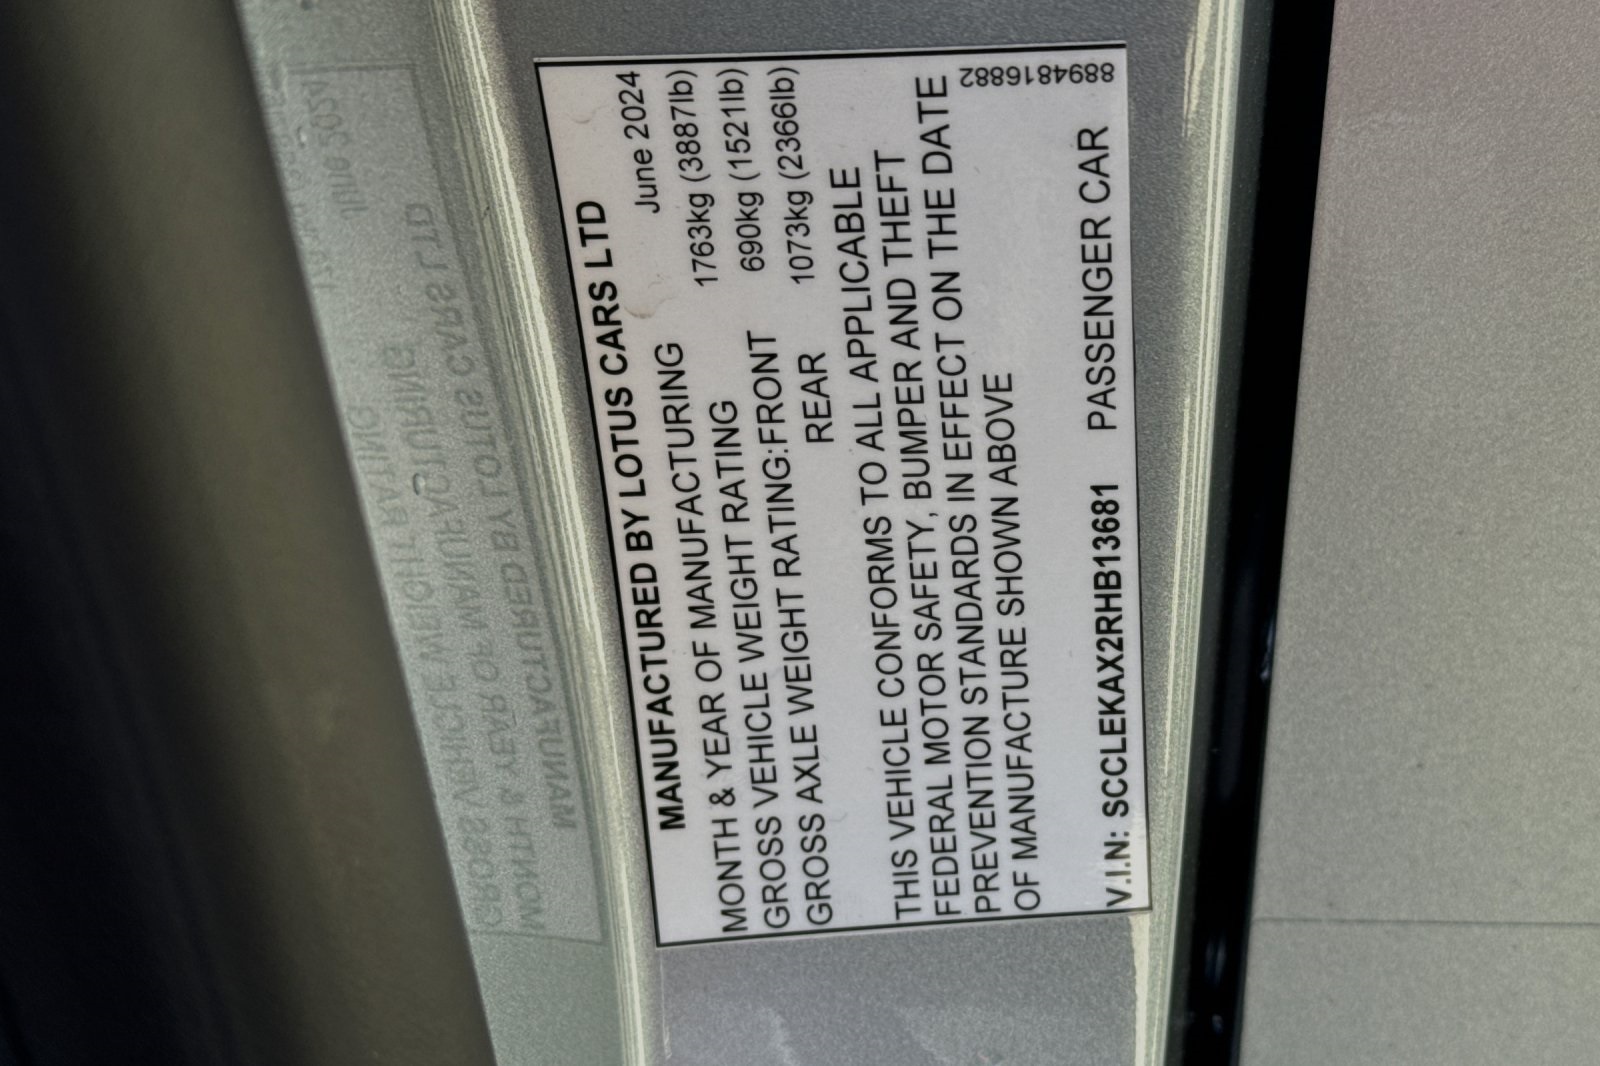 MANUFACTURED BY LOTUS CARS LTD
MONTH & YEAR OF MANUFACTURING June 2024
GROSS VEHICLE WEIGHT RATING 1763kg (3887lb)
GROSS AXLE WEIGHT RATING:FRONT 690kg (1521lb)
REAR 1073kg (2366lb)
THIS VEHICLE CONFORMS TO ALL APPLICABLE
FEDERAL MOTOR SAFETY, BUMPER AND THEFT
PREVENTION STANDARDS IN EFFECT ON THE DATE
OF MANUFACTURE SHOWN ABOVE
V.I.N: SCCLEKAX2RHB13681 PASSENGER CAR
8894816882